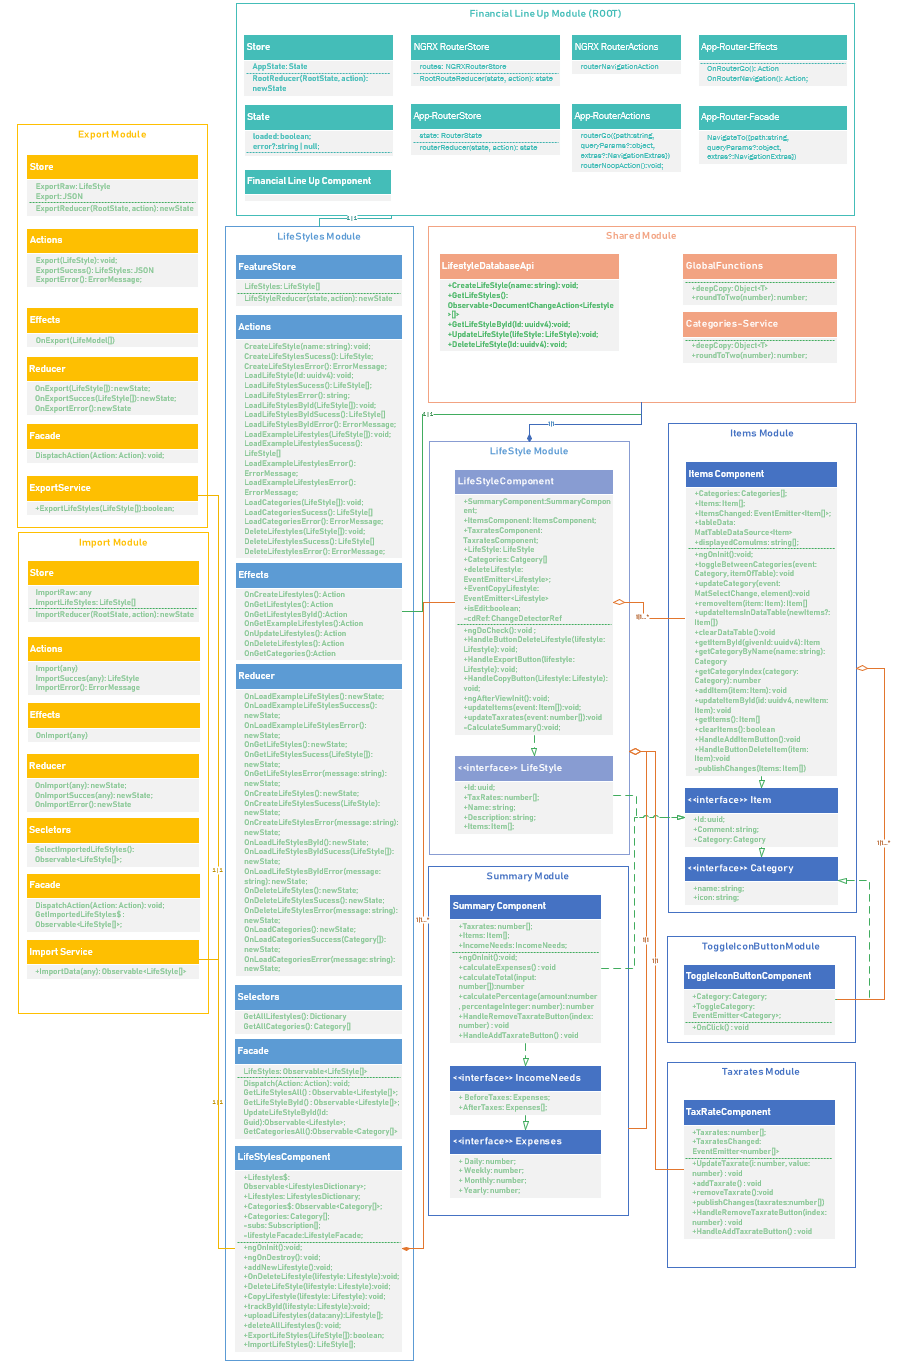 Financial Line Up Module (ROOT)
Store
AppState: State
RootReducer(RootState, action):
newState
NGRX RouterStore
routes: NGRXRouterStore
RootRouteReducer(state, action): state
NGRX RouterActions
routerNavigationAction
App-Router-Effects
OnRouterGo(): Action
OnRouterNavigation(): Action;
State
loaded: boolean;
error?:string | null;
App-RouterStore
state: RouterState
routerReducer(state, action): state
App-RouterActions
routerGo({path:string,
queryParams?:object,
extras?:NavigationExtras})
routerNoopAction():void;
App-Router-Facade
NavigateTo({path:string,
queryParams?:object,
extras?:NavigationExtras})
Financial Line Up Component
1|1
Export Module
Store
ExportRaw: LifeStyle
Export: JSON
ExportReducer(RootState, action): newState
Actions
Export(LifeStyle): void;
ExportSucess(): LifeStyles: JSON
ExportError(): ErrorMessage;
Effects
OnExport(LifeModel[])
Reducer
OnExport(LifeStyle[]): newState;
OnExportSucces(LifeStyle[]): newState;
OnExportError(): newState
Facade
DisptachAction(Action: Action): void;
ExportService
+ExportLifeStyles(LifeStyle[]):boolean;
Import Module
Store
ImportRaw: any
ImportLifeStyles: LifeStyle[]
ImportReducer(RootState, action): newState
Actions
Import(any)
ImportSucces(any): LifeStyle
ImportError(): ErrorMessage
Effects
OnImport(any)
Reducer
OnImport(any): newState;
OnImportSucces(any): newState;
OnImportError(): newState
Secletors
SelectImportedLifeStyles():
Observable<LifeStyle[]>;
Facade
DispatchAction(Action: Action): void;
GetImportedLifeStyles$ :
Observable<LifeStyle[]>;
Import Service
+ImportData(any): Observable<LifeStyle[]>
1|1
1|1
LifeStyles Module
FeatureStore
LifeStyles: LifeStyle[]
LifeStyleReducer(state, action): newState
Actions
CreateLifeStyle(name:string): void;
CreateLifeStylesSucess(): LifeStyle;
CreateLifeStylesError(): ErrorMessage;
LoadLifeStyle(Id: uuidv4): void;
LoadLifeStylesSucess(): LifeStyle[];
LoadLifeStylesError(): string;
LoadLifeStylesById(LifeStyle[]): void;
LoadLifeStylesByIdSucess(): LifeStyle[]
LoadLifeStylesByIdError(): ErrorMessage;
LoadExampleLifestyles(LifeStyle[]): void;
LoadExampleLifestylesSucess():
LifeStyle[]
LoadExampleLifestylesError():
ErrorMessage;
LoadExampleLifeStylesError():
ErrorMessage;
LoadCategories(LifeStyle[]): void;
LoadCategoriesSucess(): LifeStyle[]
LoadCategoriesError(): ErrorMessage;
DeleteLifestyles(LifeStyle[]): void;
DeleteLifestylesSucess(): LifeStyle[]
DeleteLifestylesError(): ErrorMessage;
Effects
OnCreateLifeStyles(): Action
OnGetLifeStyles(): Action
OnGetLifestyleById():Action
OnGetExampleLifestyles():Action
OnUpdateLifeStyles(): Action
OnDeleteLifeStyles(): Action
OnGetCategories():Action
Reducer
OnLoadExampleLifeStyles(): newState;
OnLoadExampleLifeStylesSuccess():
newState;
OnLoadExampleLifeStylesError():
newState;
OnGetLifeStyles(): newState;
OnGetLifeStylesSucess(LifeStyle[]):
newState;
OnGetLifeStylesError(message: string):
newState;
OnCreateLifeStyles(): newState;
OnCreateLifeStylesSucess(LifeStyle):
newState;
OnCreateLifeStylesError(message: string):
newState;
OnLoadLifeStylesById(): newState;
OnLoadLifeStylesByIdSucess(LifeStyle[]):
newState;
OnLoadLifeStylesByIdError(message:
string): newState;
OnDeleteLifeStyles(): newState;
OnDeleteLifeStylesSucess(): newState;
OnDeleteLifeStylesError(message: string):
newState;
OnLoadCategories(): newState;
OnLoadCategoriesSuccess(Category[]):
newState;
OnLoadCategoriesError(message: string):
newState;
Selectors
GetAllLifestyles(): Dictionary
GetAllCategories(): Category[]
Facade
LifeStyles: Observable<LifeStyle[]>
Dispatch(Action: Action): void;
GetLifeStylesAll() : Observable<Lifestyle[]>;
GetLifeStyleById() : Observable<Lifestyle[]>;
UpdateLifeStyleById(Id:
Guid):Observable<Lifestyle>;
GetCategoriesAll():Observable<Category[]>
LifeStylesComponent
+Lifestyles$:
Observable<LifestylesDictionary>;
+Lifestyles: LifestylesDictionary;
+Categories$: Observable<Category[]>;
+Categories: Category[];
-subs: Subscription[];
-lifestyleFacade:LifestyleFacade;
+ngOnInit():void;
+ngOnDestroy(): void;
+addNewLifestyle():void;
+OnDeleteLifestyle(lifestyle: Lifestyle):void;
+DeleteLifeStyle(lifestyle: Lifestyle):void;
+CopyLifestyle(lifestyle: Lifestyle): void;
+trackById(lifestyle: Lifestyle):void;
+uploadLifestyles(data:any):Lifestyle[];
+deleteAllLifestyles(): void;
+ExportLifeStyles(LifeStyle[]): boolean;
+ImportLifeStyles(): LifeStyle[];
Shared Module
LifestyleDatabaseApi
+CreateLifeStyle(name: string): void;
+GetLifeStyles():
Observable<DocumentChangeAction<Lifestyle
>[]>
+GetLifeStyleById(Id: uuidv4):void;
+UpdateLifeStyle(lifeStyle: LifeStyle):void;
+DeleteLifeStyle(Id: uuidv4): void;
GlobalFunctions
+deepCopy: Object<T>
+roundToTwo(number): number;
Categories-Service
+deepCopy: Object<T>
+roundToTwo(number): number;
1|1
LifeStyle Module
LifeStyleComponent
+SummaryComponent:SummaryCompon
ent;
+ItemsComponent: ItemsComponent;
+TaxratesComponent:
TaxratesComponent;
+LifeStyle: LifeStyle
+Categories: Catgeory[]
+deleteLifestyle:
EventEmitter<Lifestyle>;
+EventCopyLifestyle:
EventEmitter<Lifestyle>
+isEdit:boolean;
-cdRef:ChangeDetectorRef
+ngDoCheck(): void ;
+HandleButtonDeleteLifestyle(lifestyle:
Lifestyle): void;
+HandleExportButton(lifestyle:
Lifestyle): void;
+HandleCopyButton(Lifestyle: Lifestyle):
void;
+ngAfterViewInit(): void;
+updateItems(event: Item[]):void;
+updateTaxrates(event: number[]):void
-CalculateSummary():void;
<<interface>> LifeStyle
+Id: uuid;
+TaxRates: number[];
+Name: string;
+Description: string;
+Items:Item[];
Summary Module
Summary Component
+Taxrates: number[];
+Items: Item[];
+IncomeNeeds: IncomeNeeds;
+ngOnInit():void;
+calculateExpenses() : void
+calculateTotal(input:
number[]):number
+calculatePercentage(amount:number
,percentageInteger: number): number
+HandleRemoveTaxrateButton(index:
number) : void
+HandleAddTaxrateButton() : void
<<interface>> IncomeNeeds
+ BeforeTaxes: Expenses;
+AfterTaxes: Expenses[];
<<interface>> Expenses
+ Daily: number;
+ Weekly: number;
+ Monthly: number;
+ Yearly: number;
Items Module
Items Component
+Categories: Categories[];
+Items: Item[];
+ItemsChanged: EventEmitter<Item[]>;
+tableData:
MatTableDataSource<Item>
+displayedComulmns: string[];
+ngOnInit():void;
+toggleBetweenCategories(event:
Category, itemOfTable): void
+updateCategory(event:
MatSelectChange, element):void
+removeItem(item: Item): Item[]
+updateItemsInDataTable(newItems?:
Item[])
+clearDataTable():void
+getItemById(givenId: uuidv4): Item
+getCategoryByName(name: string):
Category
+getCategoryIndex(category:
Category): number
+addItem(item: Item): void
+updateItemById(id: uuidv4, newItem:
Item): void
+getItems(): Item[]
+clearItems(): boolean
+HandleAddItemButton():void
+HandleButtonDeleteItem(item:
Item):void
-publishChanges(Items: Item[])
<<interface>> Item
+Id: uuid;
+Comment: string;
+Category: Category
<<interface>> Category
+name: string;
+icon: string;
ToggleIconButtonModule
ToggleIconButtonComponent
+Category: Category;
+ToggleCategory:
EventEmitter<Category>;
+OnClick() : void
Taxrates Module
TaxRateComponent
+Taxrates: number[];
+TaxratesChanged:
EventEmitter<number[]>
+UpdateTaxrate(i: number, value:
number) : void
+addTaxrate() : void
+removeTaxrate():void
+publishChanges(taxrates:number[])
+HandleRemoveTaxrateButton(index:
number) : void
+HandleAddTaxrateButton() : void